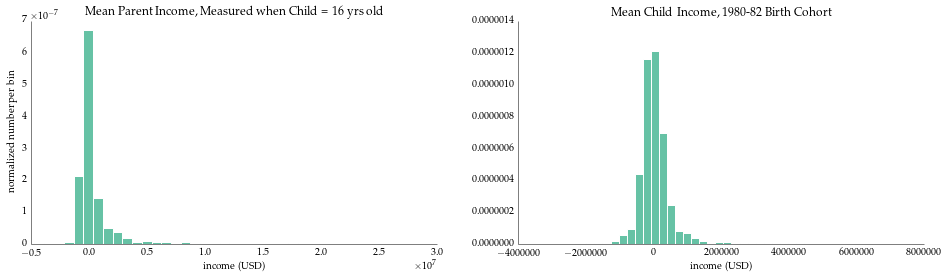 Mean Parent Income, Measured when Child = 16 yrs old
×10⁻⁷
7
6
5
4
3
2
1
0
normalized number per bin
−0.5 0.0 0.5 1.0 1.5 2.0 2.5 3.0
income (USD)
×10⁷
Mean Child Income, 1980-82 Birth Cohort
0.0000014
0.0000012
0.0000010
0.0000008
0.0000006
0.0000004
0.0000002
0.0000000
−4000000 −2000000 0 2000000 4000000 6000000 8000000
income (USD)